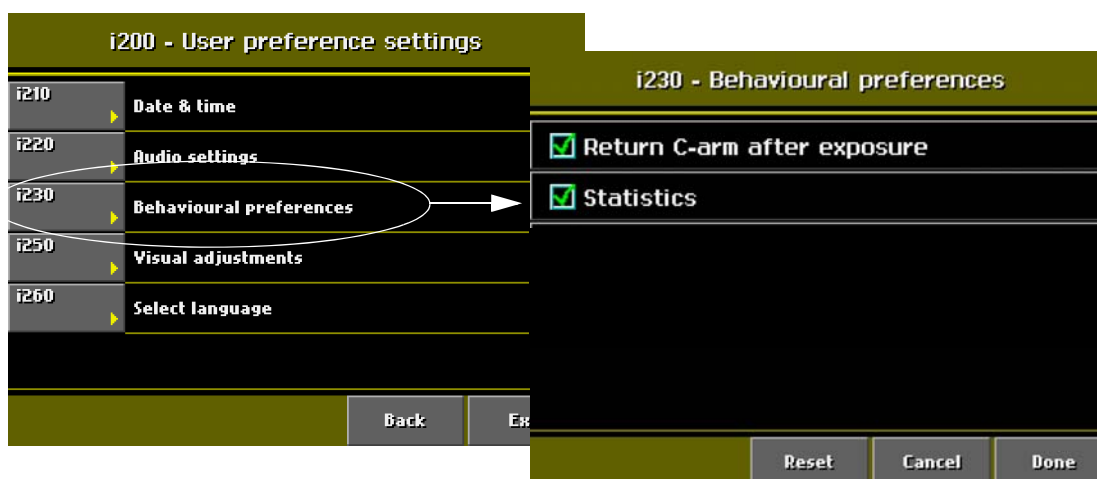 i200 - User preference settings
i210
Date & time
i220
Audio settings
i230
Behavioural preferences
i250
Visual adjustments
i260
Select language
Back
Ex
i230 - Behavioural preferences
Return C-arm after exposure
Statistics
Reset
Cancel
Done